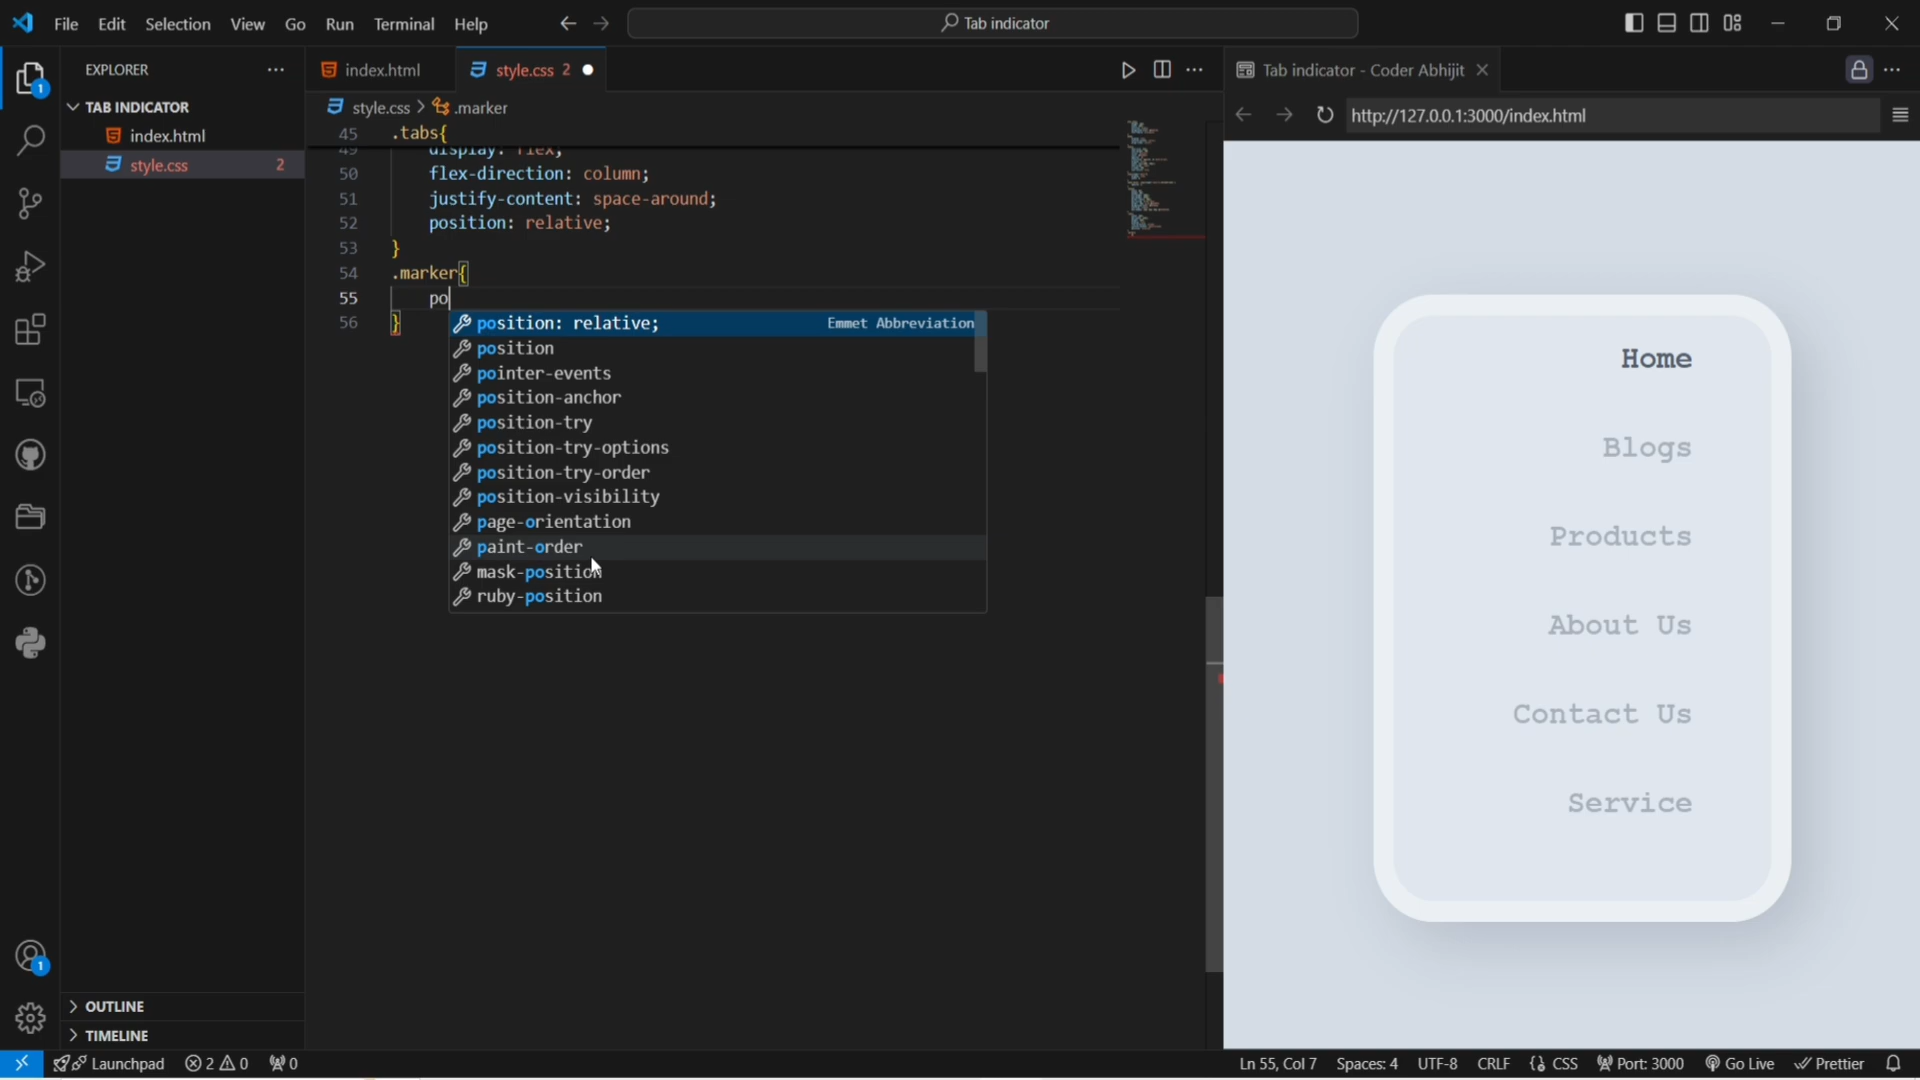 File Edit Selection View Go Run Terminal Help
Tab indicator
EXPLORER
index.html
style.css 2
Tab indicator - Coder Abhijit
TAB INDICATOR
index.html
style.css 2
style.css > .marker
http://127.0.0.1:3000/index.html
45 .tabs{
49 display: flex;
50 flex-direction: column;
51 justify-content: space-around;
52 position: relative;
53 }
54 .marker{
55 po
56 }
position: relative; Emmet Abbreviation
position
pointer-events
position-anchor
position-try
position-try-options
position-try-order
position-visibility
page-orientation
paint-order
mask-position
ruby-position
Home
Blogs
Products
About Us
Contact Us
Service
1
1
OUTLINE
TIMELINE
Launchpad 2 0 0
Ln 55, Col 7 Spaces: 4 UTF-8 CRLF {} CSS Port: 3000 Go Live Prettier